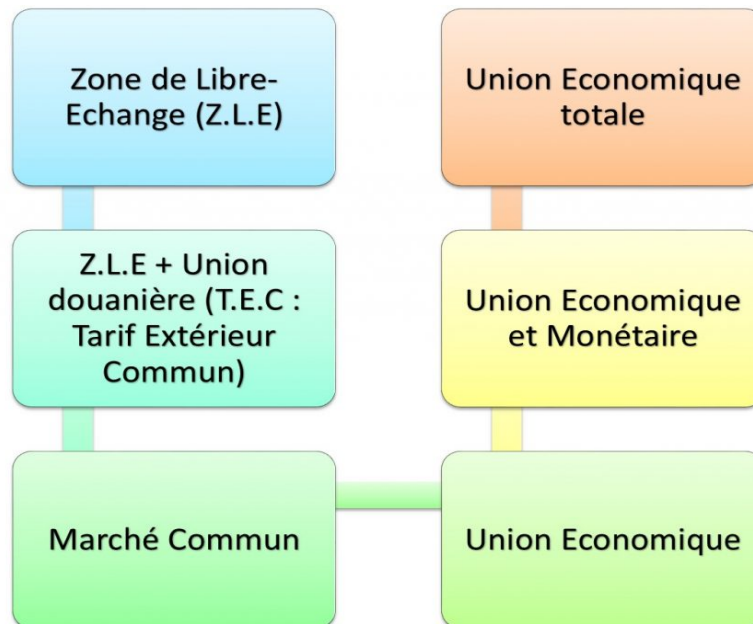 Zone de Libre-
Echange (Z.L.E)
Z.L.E + Union
douanière (T.E.C :
Tarif Extérieur
Commun)
Marché Commun
Union Economique
Union Economique
et Monétaire
Union Economique
totale